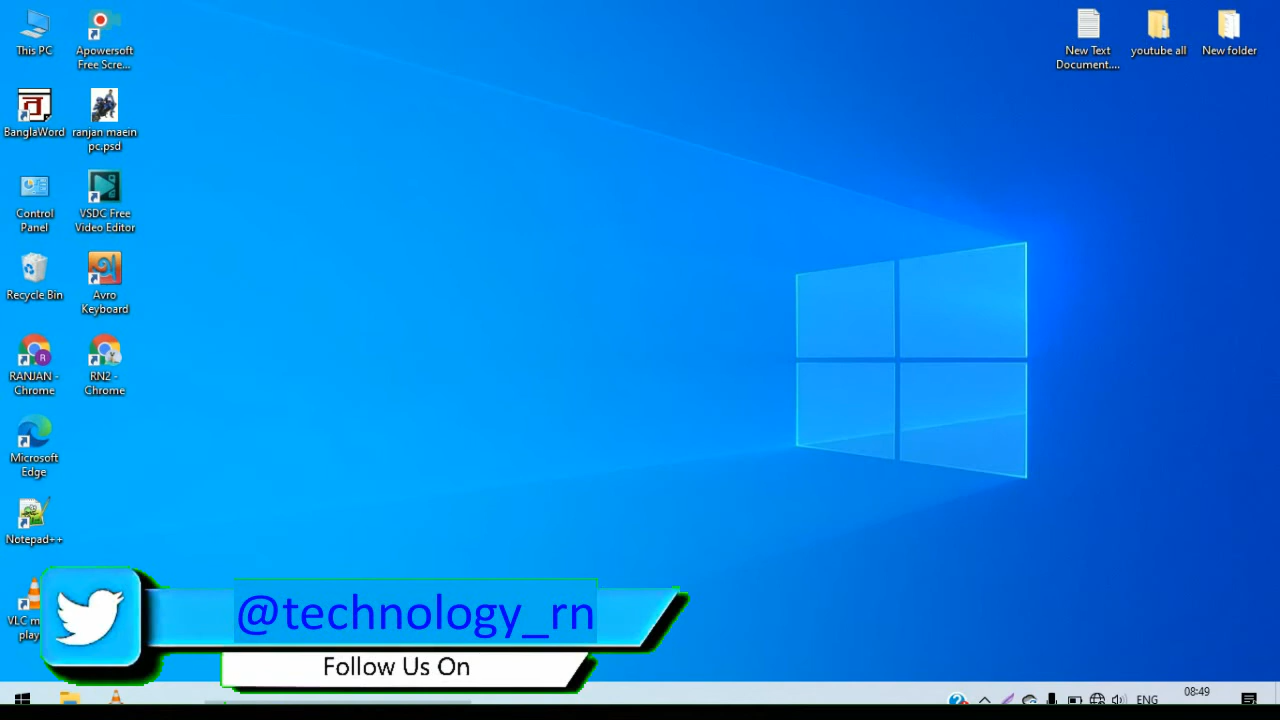 This PC
Apowersoft
Free Scre...
BanglaWord
ranjan maein
pc.psd
Control
Panel
VSDC Free
Video Editor
Recycle Bin
Avro
Keyboard
RANJAN -
Chrome
RN2 -
Chrome
Microsoft
Edge
Notepad++
VLC m
play
New Text
Document....
youtube all
New folder
@technology_rn
Follow Us On
ENG
08:49